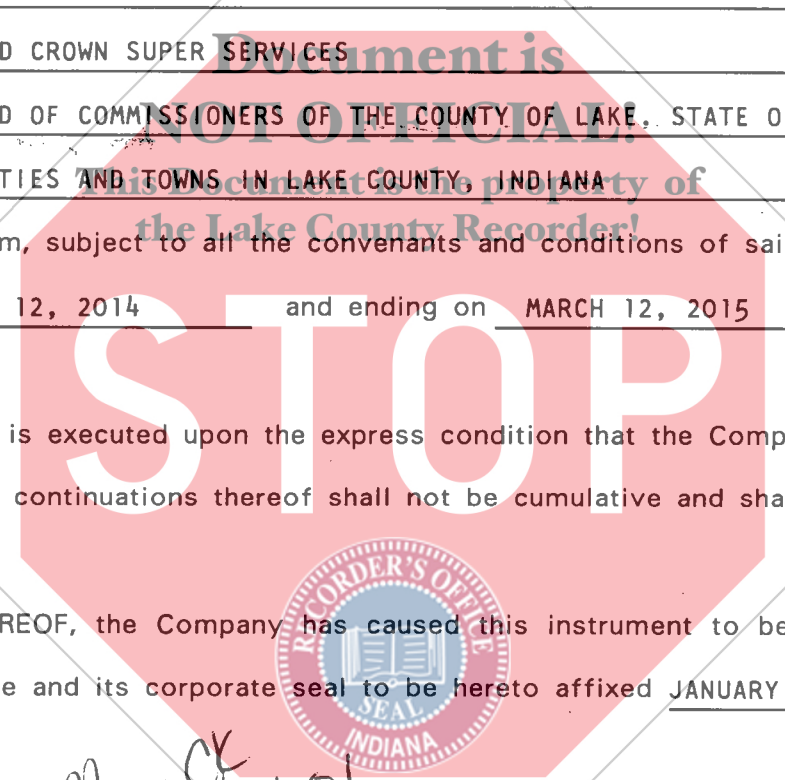 D CROWN SUPER SERVICES
Document is
D OF COMMISSIONERS OF THE COUNTY OF LAKE, STATE O
NOT OFFICIAL!
TIES AND TOWNS IN LAKE COUNTY, INDIANA
This Document is the property of
the Lake County Recorder!
m, subject to all the convenants and conditions of sai
12, 2014 and ending on MARCH 12, 2015
STOP
is executed upon the express condition that the Comp
continuations thereof shall not be cumulative and sha
RECORDER'S OFFICE
REOF, the Company has caused this instrument to be
e and its corporate seal to be hereto affixed JANUARY
SEAL
INDIANA